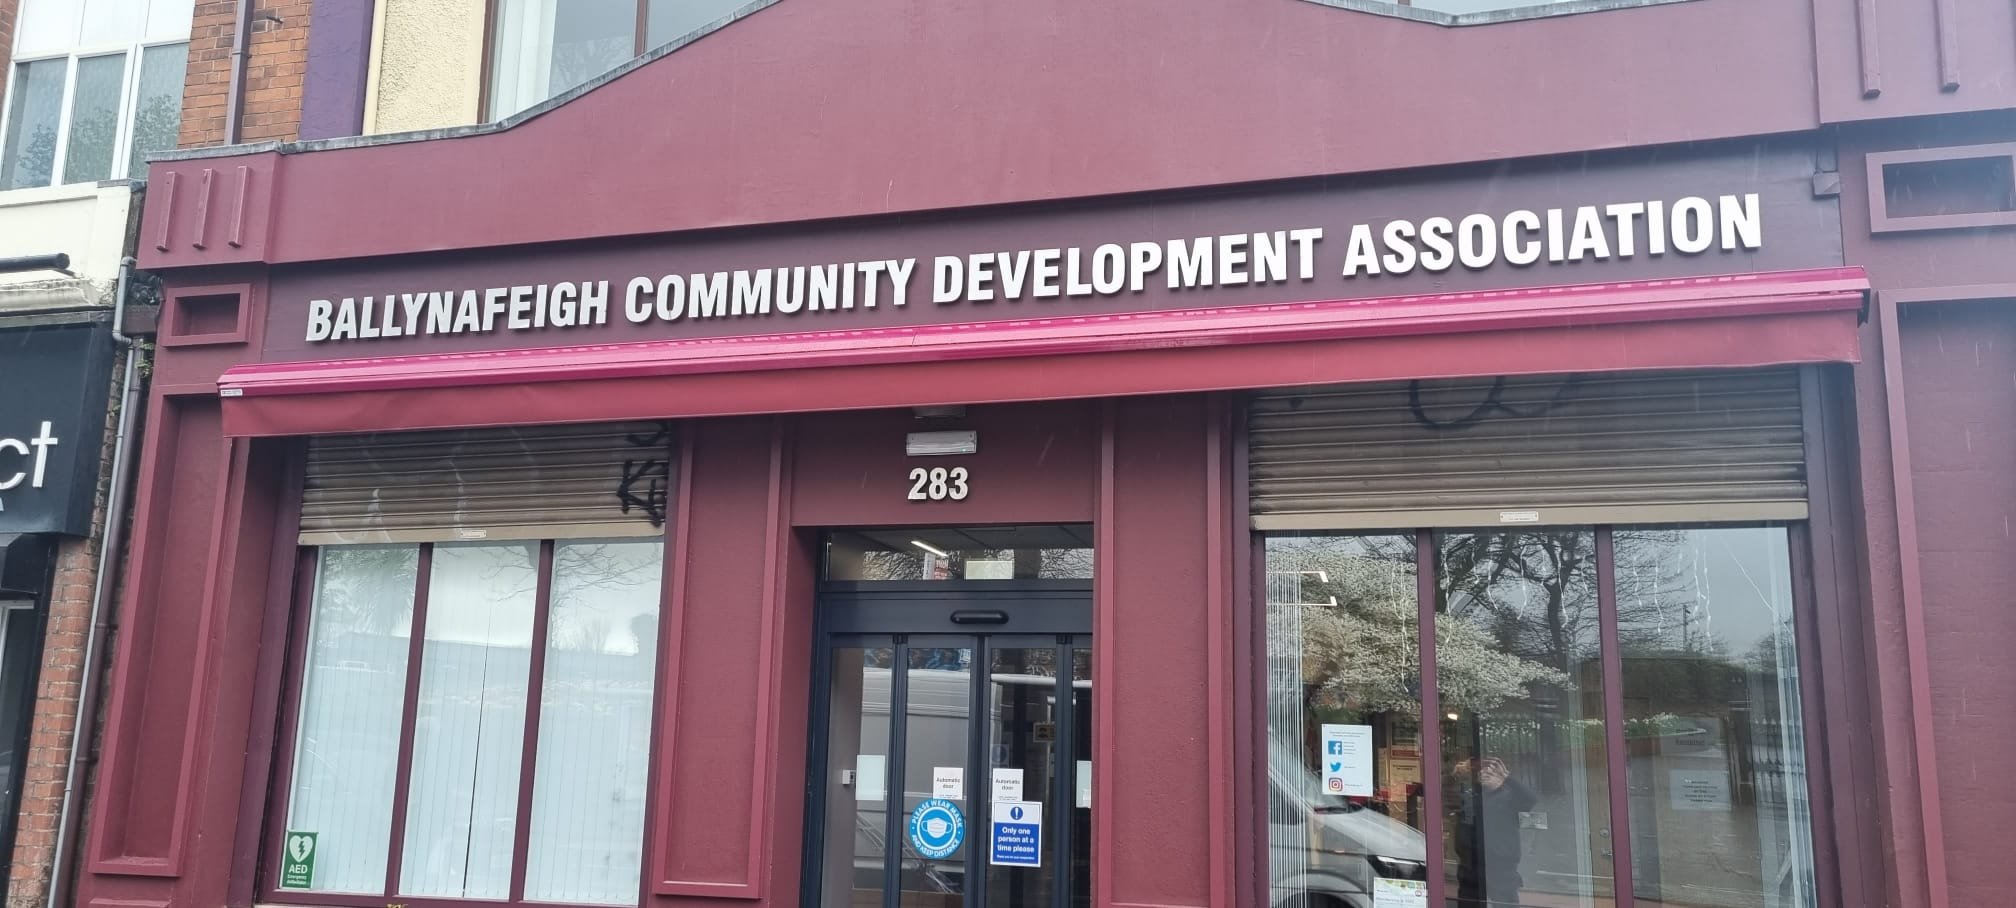 BALLYNAFEIGH COMMUNITY DEVELOPMENT ASSOCIATION
283
ct
Automatic
door
Automatic
door
PLEASE WEAR MASK
AND KEEP DISTANCE
Only one
person at a
time please
AED